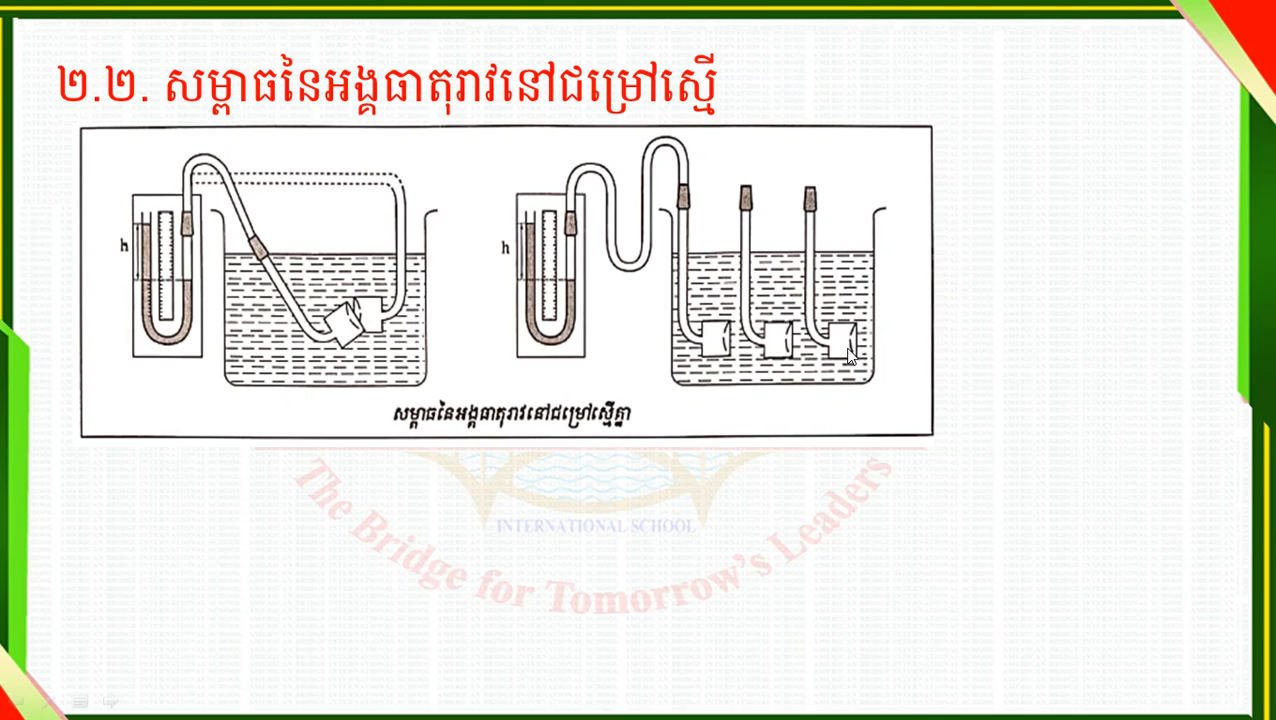 ២.២. សម្ពាធនៃអង្គធាតុរាវនៅជម្រៅស្មើ
h
h
សម្ពាធនៃអង្គធាតុរាវនៅជម្រៅស្មើគ្នា
INTERNATIONAL SCHOOL
The Bridge for Tomorrow's Leaders